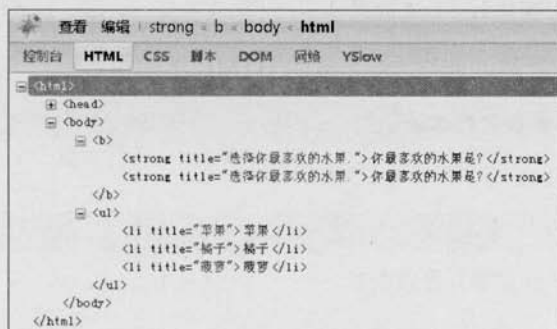 查看 编辑 | strong < b < body < html
控制台 HTML CSS 脚本 DOM 网络 YSlow
<html>
<head>
<body>
<b>
<strong title="选择你最喜欢的水果.">你最喜欢的水果是?</strong>
<strong title="选择你最喜欢的水果.">你最喜欢的水果是?</strong>
</b>
<ul>
<li title="苹果">苹果</li>
<li title="橘子">橘子</li>
<li title="菠萝">菠萝</li>
</ul>
</body>
</html>